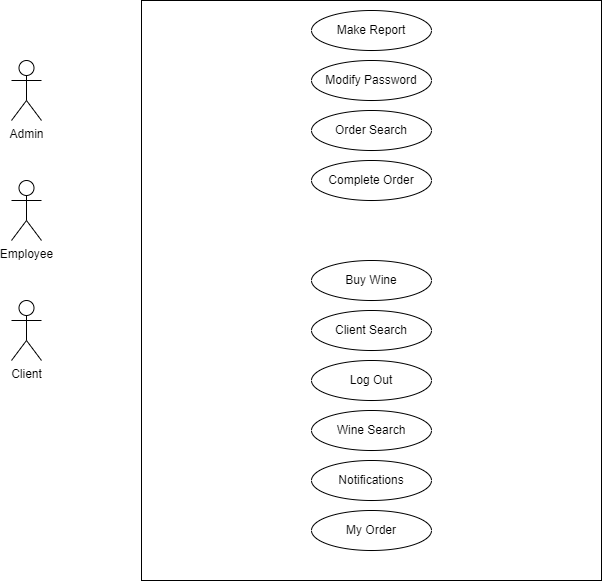 Make Report
Modify Password
Admin
Order Search
Complete Order
Employee
Buy Wine
Client Search
Client
Log Out
Wine Search
Notifications
My Order